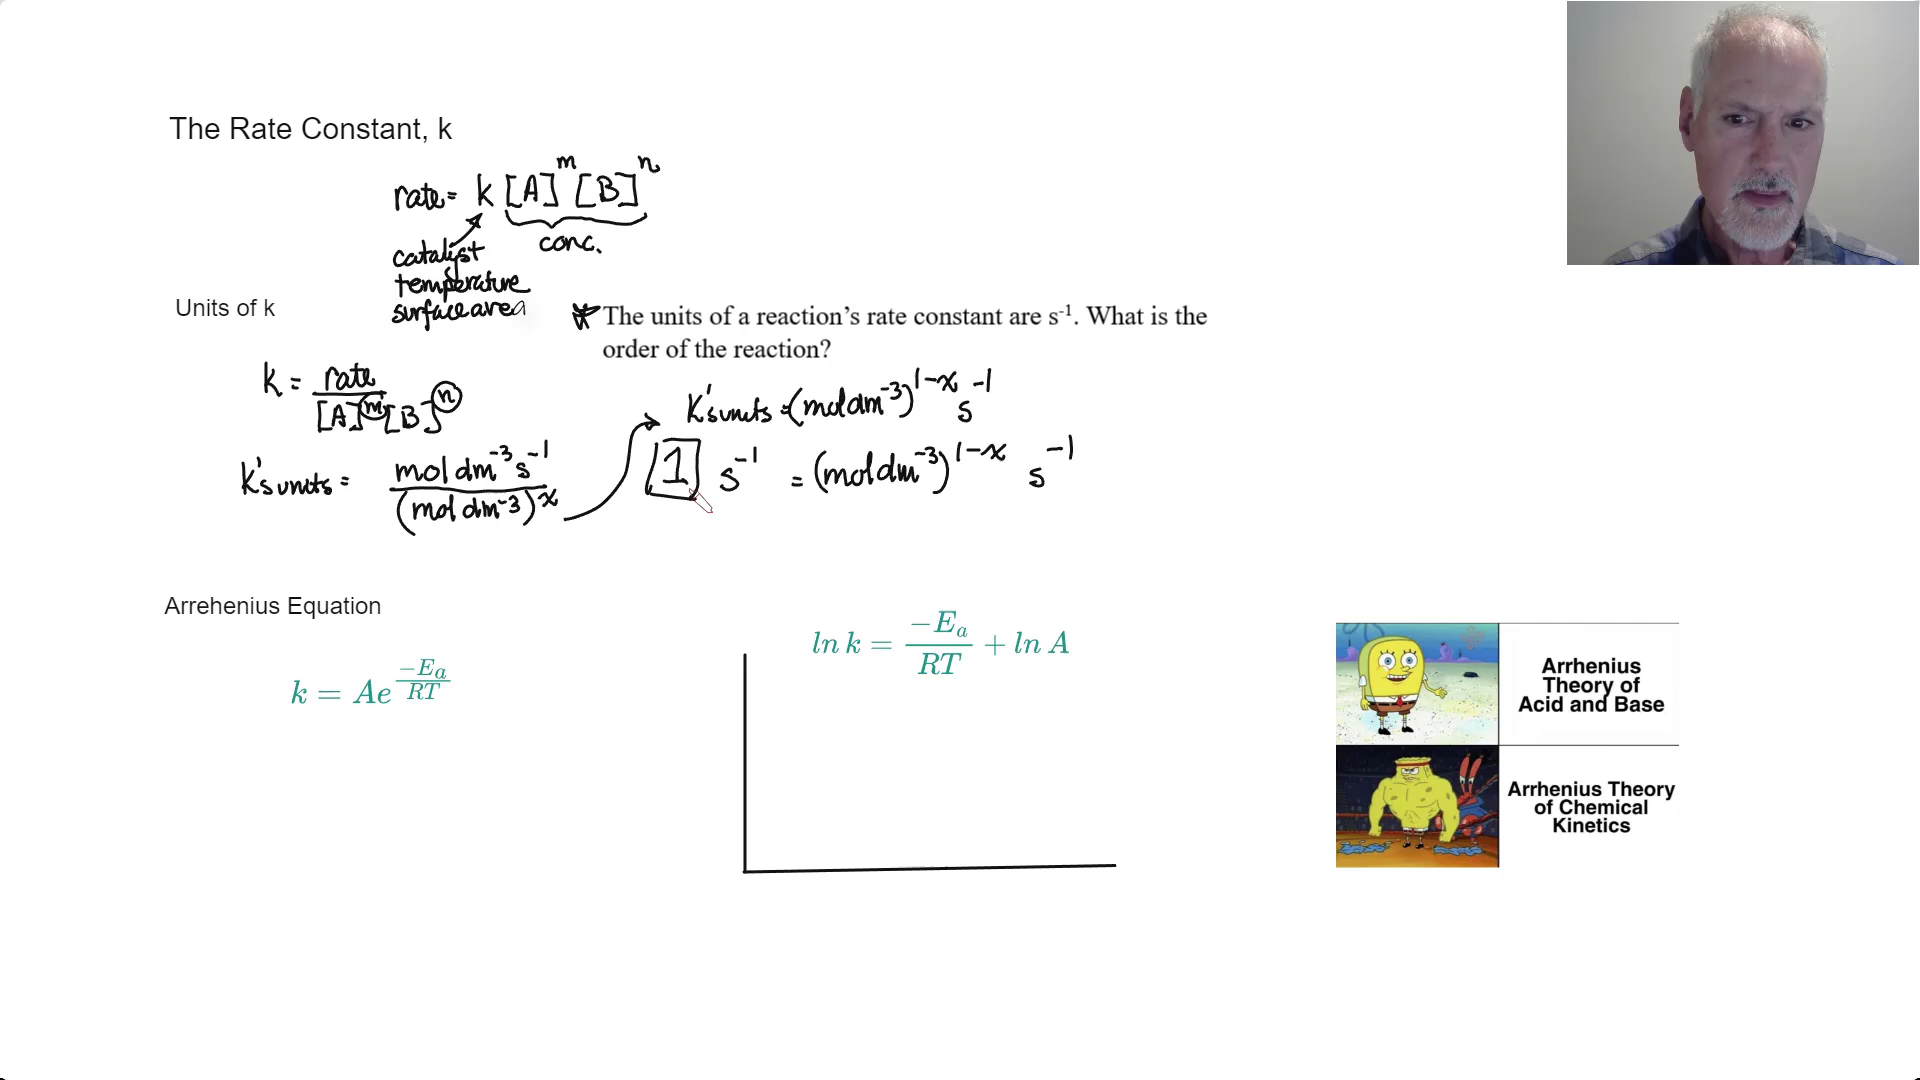 The Rate Constant, k
rate = k [A]^m [B]^n
conc.
catalist
temperature
surface area
Units of k
* The units of a reaction’s rate constant are s⁻¹. What is the
order of the reaction?
k = rate / [A]^m [B]^n
k's units = mol dm⁻³ s⁻¹ / (mol dm⁻³)^x
k's units = (mol dm⁻³)^1-x s⁻¹
1 s⁻¹ = (mol dm⁻³)^1-x s⁻¹
Arrehenius Equation
k = Ae^(-Ea/RT)
ln k = -Ea/RT + ln A
Arrhenius
Theory of
Acid and Base
Arrhenius Theory
of Chemical
Kinetics